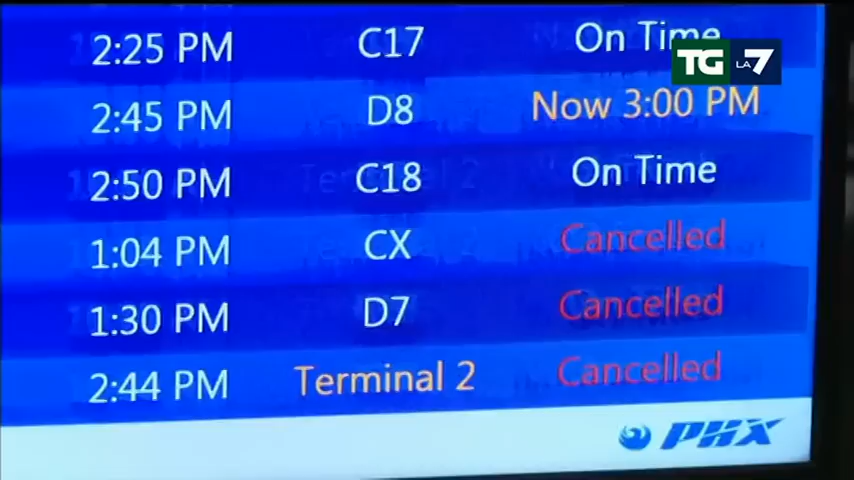 2:25 PM C17 On Time
TG LA 7
2:45 PM D8 Now 3:00 PM
2:50 PM C18 On Time
1:04 PM CX Cancelled
1:30 PM D7 Cancelled
2:44 PM Terminal 2 Cancelled
PHX